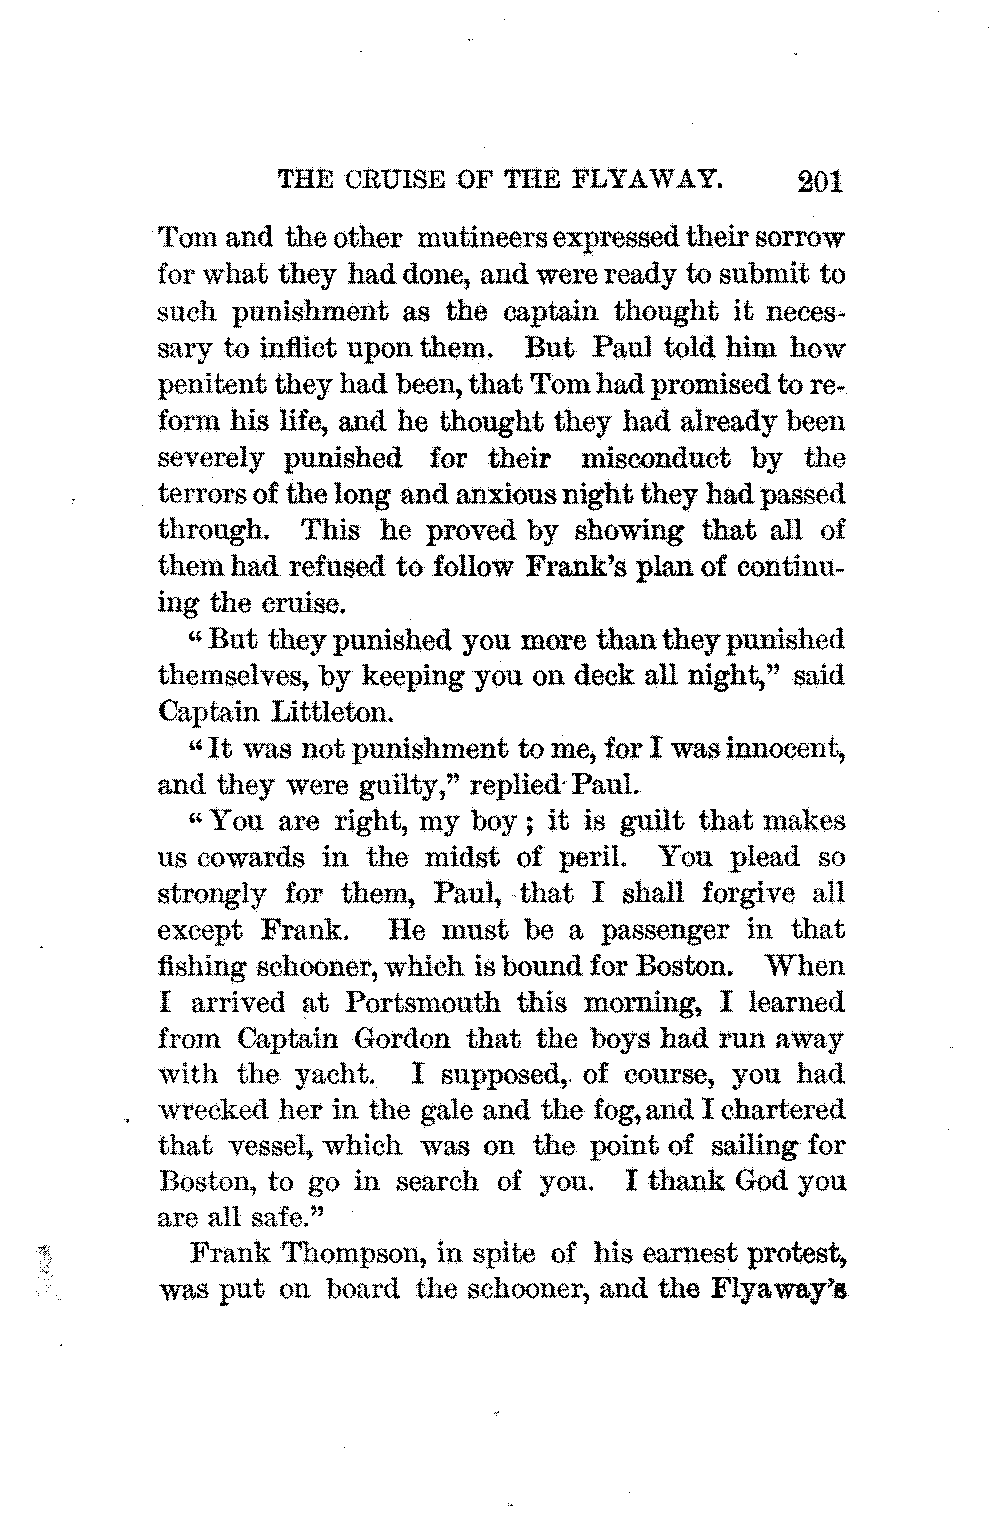 THE CRUISE OF THE FLYAWAY. 201
Tom and the other mutineers expressed their sorrow
for what they had done, and were ready to submit to
such punishment as the captain thought it neces-
sary to inflict upon them. But Paul told him how
penitent they had been, that Tom had promised to re-
form his life, and he thought they had already been
severely punished for their misconduct by the
terrors of the long and anxious night they had passed
through. This he proved by showing that all of
them had refused to follow Frank's plan of continu-
ing the cruise.
"But they punished you more than they punished
themselves, by keeping you on deck all night," said
Captain Littleton.
"It was not punishment to me, for I was innocent,
and they were guilty," replied Paul.
"You are right, my boy; it is guilt that makes
us cowards in the midst of peril. You plead so
strongly for them, Paul, that I shall forgive all
except Frank. He must be a passenger in that
fishing schooner, which is bound for Boston. When
I arrived at Portsmouth this morning, I learned
from Captain Gordon that the boys had run away
with the yacht. I supposed, of course, you had
wrecked her in the gale and the fog, and I chartered
that vessel, which was on the point of sailing for
Boston, to go in search of you. I thank God you
are all safe."
Frank Thompson, in spite of his earnest protest,
was put on board the schooner, and the Flyaway's